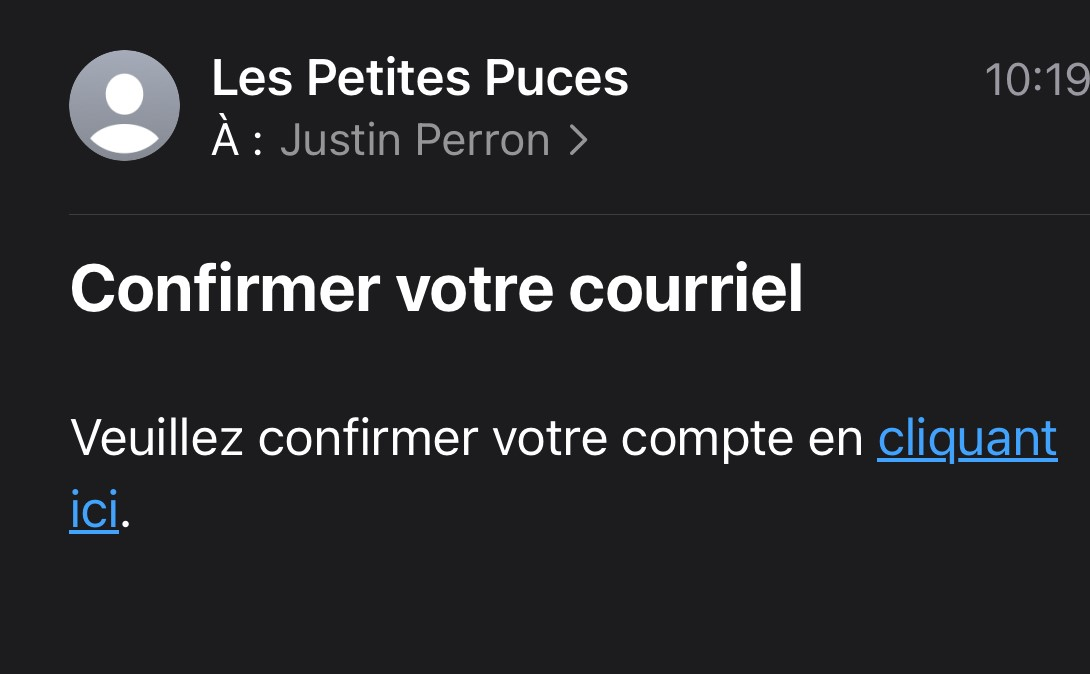 Les Petites Puces
10:19
À : Justin Perron >
Confirmer votre courriel
Veuillez confirmer votre compte en cliquant
ici.